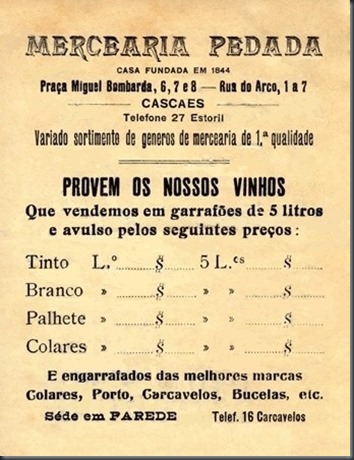 MERCEARIA PEDADA
CASA FUNDADA EM 1844
Praça Miguel Bombarda, 6, 7 e 8 — Rua do Arco, 1 a 7
CASCAES
Telefone 27 Estoril
Variado sortimento de generos de mercearia de 1.ª qualidade
PROVEM OS NOSSOS VINHOS
Que vendemos em garrafões de 5 litros
e avulso pelos seguintes preços:
Tinto L.º ........$........ 5 L.cs ........$........
Branco » ........$........ » » ........$........
Palhete » ........$........ » » ........$........
Colares » ........$........ » » ........$........
E engarrafados das melhores marcas
Colares, Porto, Carcavelos, Bucelas, etc.
Séde em PAREDE Telef. 16 Carcavelos